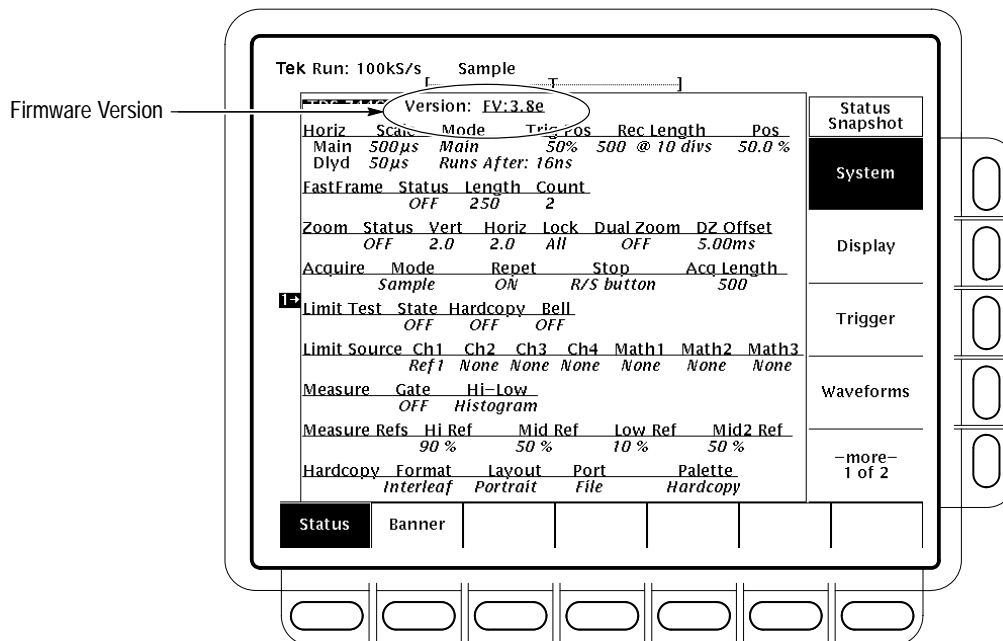 Tek Run: 100kS/s Sample
T
Firmware Version
Version: FV:3.8e
Horiz Scale Mode Trig Pos Rec Length Pos
Main 500µs Main 50% 500 @ 10 divs 50.0 %
Dlyd 50µs Runs After: 16ns
FastFrame Status Length Count
OFF 250 2
Zoom Status Vert Horiz Lock Dual Zoom DZ Offset
OFF 2.0 2.0 All OFF 5.00ms
Acquire Mode Repet Stop Acq Length
Sample ON R/S button 500
1→
Limit Test State Hardcopy Bell
OFF OFF OFF
Limit Source Ch1 Ch2 Ch3 Ch4 Math1 Math2 Math3
Ref1 None None None None None None
Measure Gate Hi-Low
OFF Histogram
Measure Refs Hi Ref Mid Ref Low Ref Mid2 Ref
90 % 50 % 10 % 50 %
Hardcopy Format Layout Port Palette
Interleaf Portrait File Hardcopy
Status
Snapshot
System
Display
Trigger
Waveforms
-more-
1 of 2
Status Banner